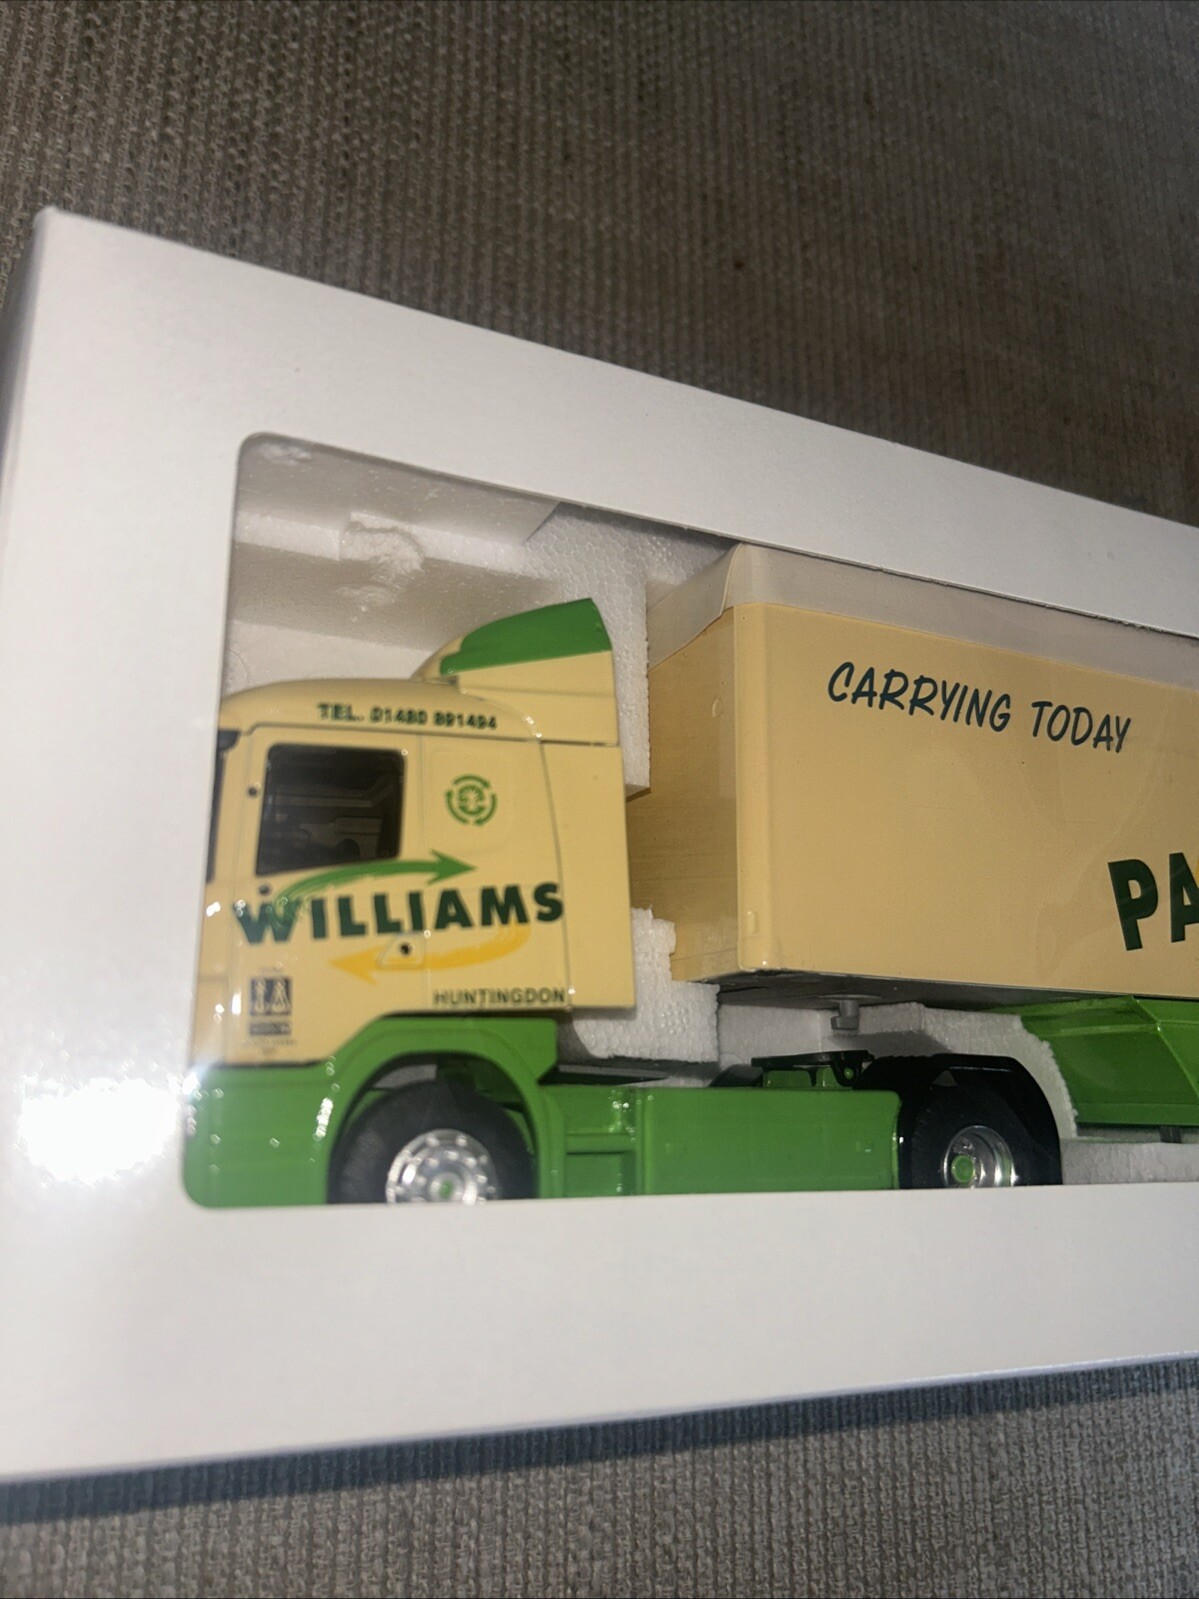 TEL. 01480 891494
WILLIAMS
HUNTINGDON
CARRYING TODAY
PA